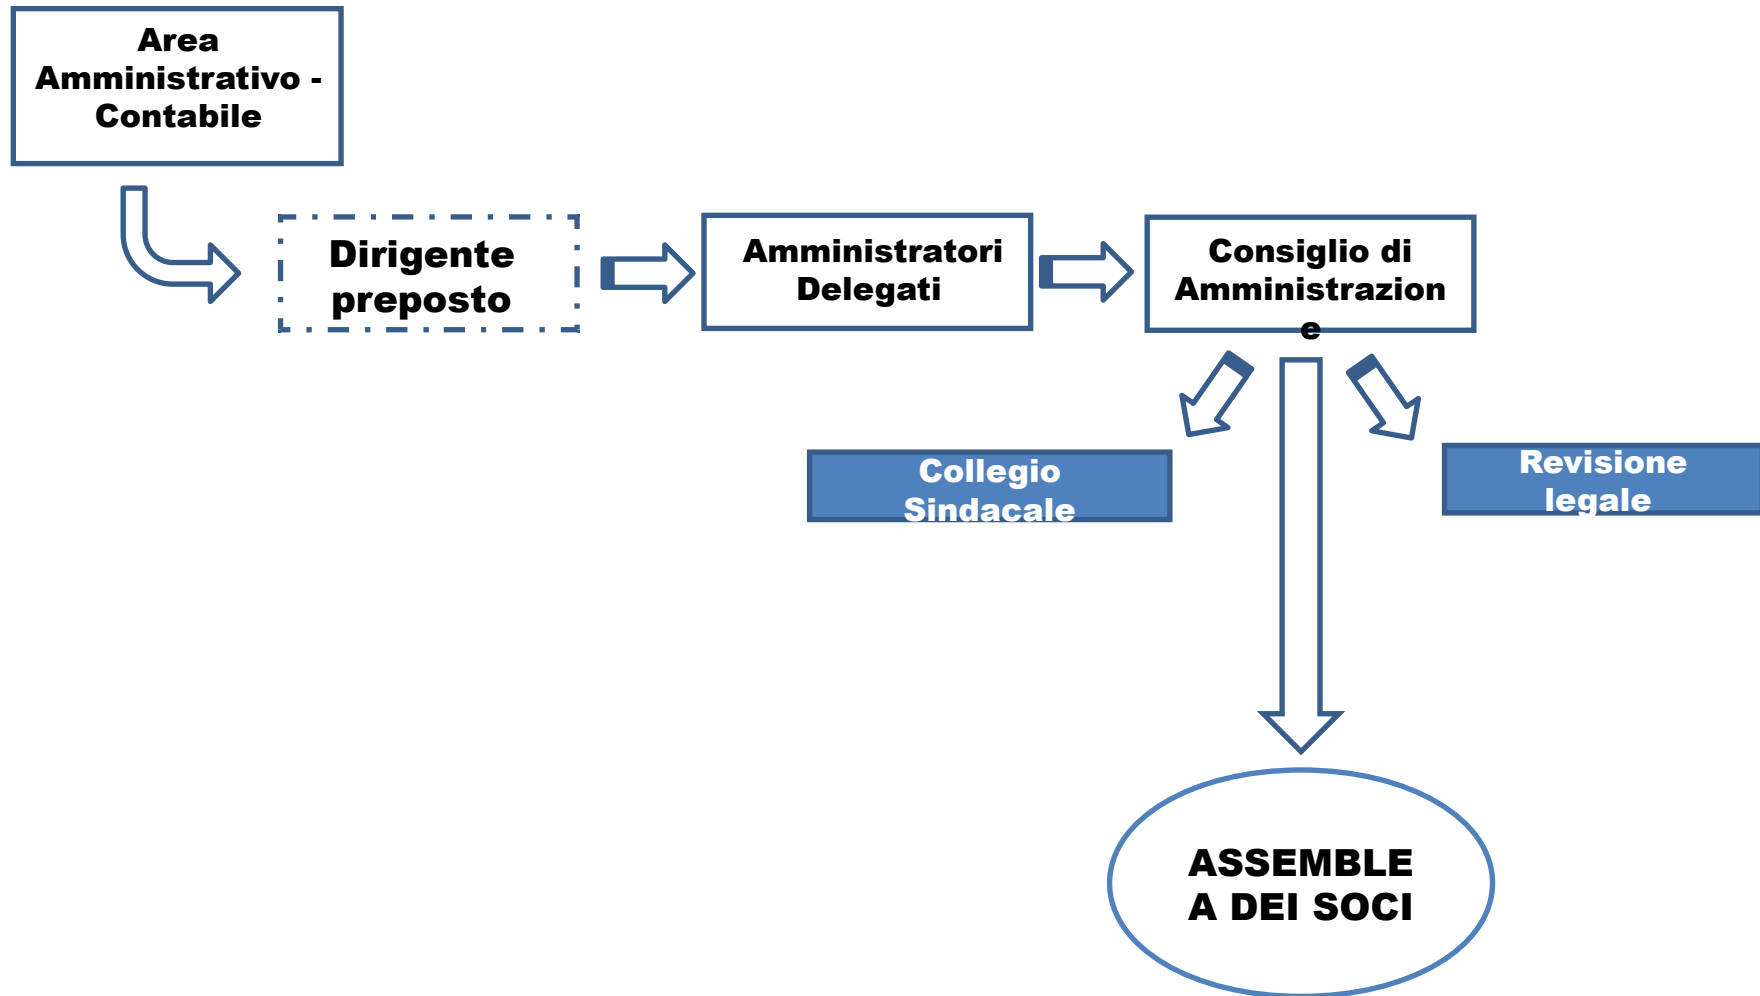 Area
Amministrativo -
Contabile
Dirigente
preposto
Amministratori
Delegati
Consiglio di
Amministrazion
e
Collegio
Sindacale
Revisione
legale
ASSEMBLE
A DEI SOCI